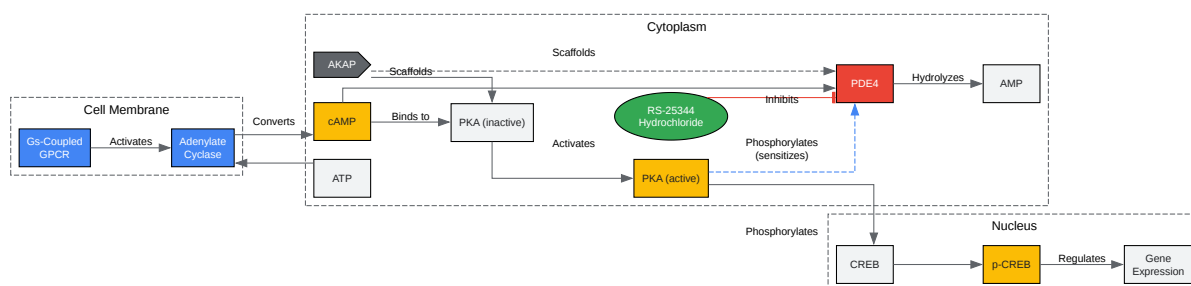 Cytoplasm
Scaffolds
AKAP
Scaffolds
PDE4
Hydrolyzes
AMP
Cell Membrane
cAMP
Binds to
PKA (inactive)
RS-25344
Hydrochloride
Inhibits
Converts
Gs-Coupled
GPCR
Activates
Adenylate
Cyclase
Activates
Phosphorylates
(sensitizes)
ATP
PKA (active)
Phosphorylates
Nucleus
CREB
p-CREB
Regulates
Gene
Expression